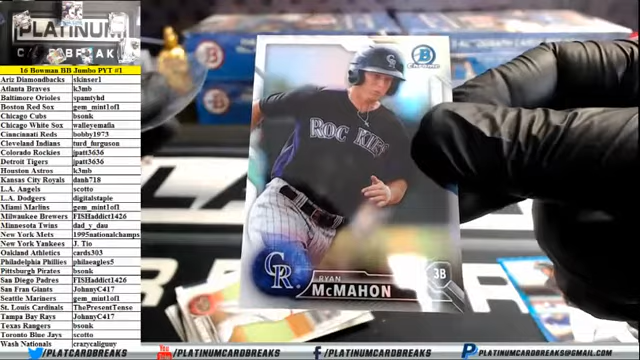 PLATINUM
16 Bowman BB Jumbo PYT #1
Ariz Diamondbacks skinser1
Atlanta Braves k3mb
Baltimore Orioles spamtyhd
Boston Red Sox gem_mint1of1
Chicago Cubs bsonk
Chicago White Sox walleymafia
Cincinnati Reds bobby1973
Cleveland Indians turd_furguson
Colorado Rockies jpatt3636
Detroit Tigers jpatt3636
Houston Astros k3mb
Kansas City Royals danh718
L.A. Angels scotto
L.A. Dodgers digitalstaple
Miami Marlins gem_mint1of1
Milwaukee Brewers FISHaddict1426
Minnesota Twins dad_y_dau
New York Mets 1995nationalchamps
New York Yankees J. Tio
Oakland Athletics cards303
Philadelphia Phillies philaeagles5
Pittsburgh Pirates bsonk
San Diego Padres FISHaddict1426
San Fran Giants JohnnyC417
Seattle Mariners gem_mint1of1
St. Louis Cardinals ThePresentTense
Tampa Bay Rays JohnnyC417
Texas Rangers bsonk
Toronto Blue Jays scotto
Wash Nationals crazycaliguy
B
Chrome
ROCKIES
CR
RYAN
McMAHON
3B
@PLATCARDBREAKS
/PLATINUMCARDBREAKS
/PLATINUMCARDBREAKS
PLATINUMCARDBREAKS@GMAIL.COM